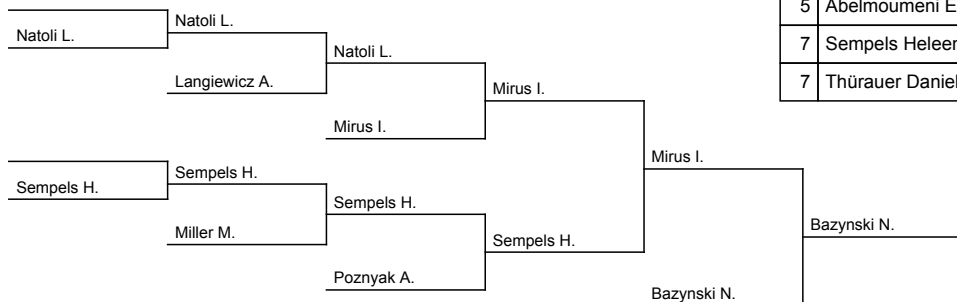 5 Abelmoumeni E
7 Sempels Heleen
7 Thürauer Daniel
Natoli L.
Natoli L.
Langiewicz A.
Natoli L.
Mirus I.
Mirus I.
Sempels H.
Sempels H.
Miller M.
Sempels H.
Poznyak A.
Sempels H.
Mirus I.
Bazynski N.
Bazynski N.